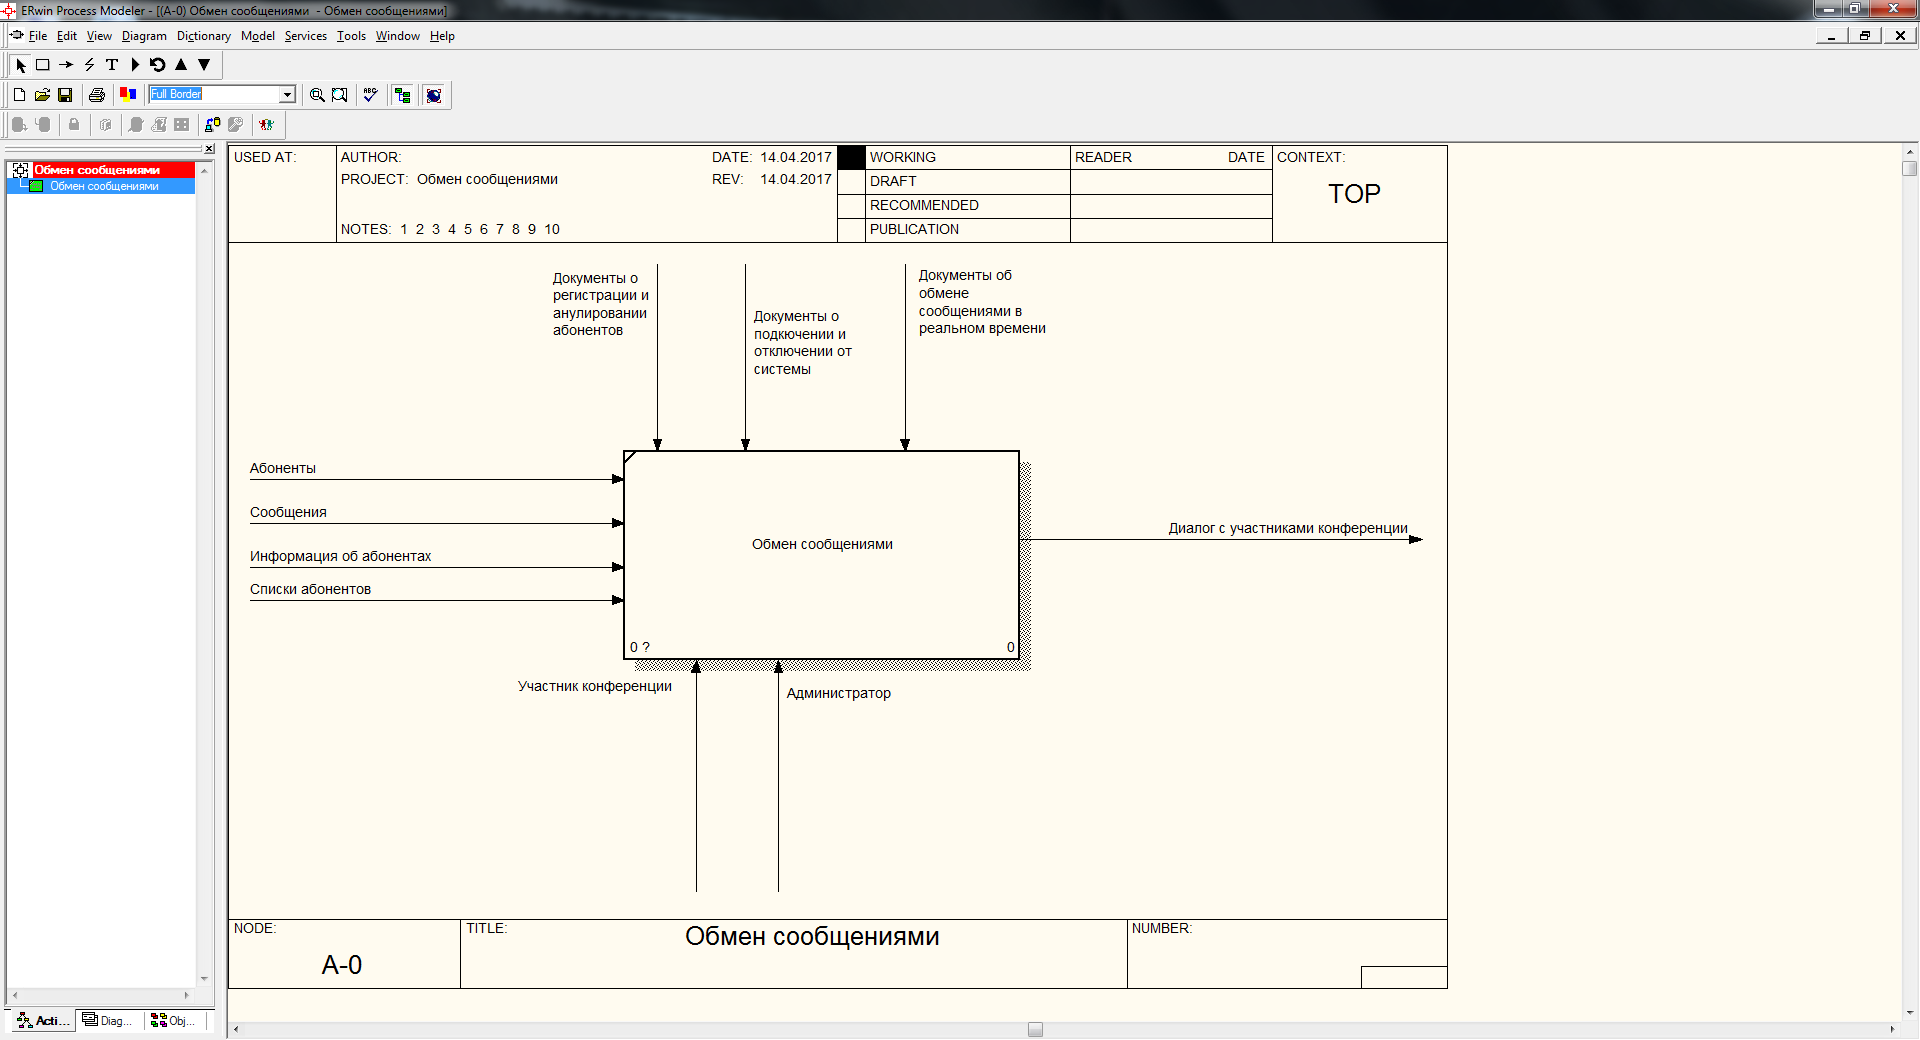 ERwin Process Modeler - [(A-0) Обмен сообщениями - Обмен сообщениями]
File Edit View Diagram Dictionary Model Services Tools Window Help
Full Border
Обмен сообщениями
Обмен сообщениями
Acti... Diag... Obj...
USED AT:
AUTHOR:
DATE: 14.04.2017
PROJECT: Обмен сообщениями
REV: 14.04.2017
NOTES: 1 2 3 4 5 6 7 8 9 10
WORKING
DRAFT
RECOMMENDED
PUBLICATION
READER DATE
CONTEXT:
TOP
Документы о
регистрации и
анулировании
абонентов
Документы о
подкючении и
отключении от
системы
Документы об
обмене
сообщениями в
реальном времени
Абоненты
Сообщения
Информация об абонентах
Списки абонентов
Обмен сообщениями
0 ?
0
Диалог с участниками конференции
Участник конференции
Администратор
NODE:
A-0
TITLE:
Обмен сообщениями
NUMBER: